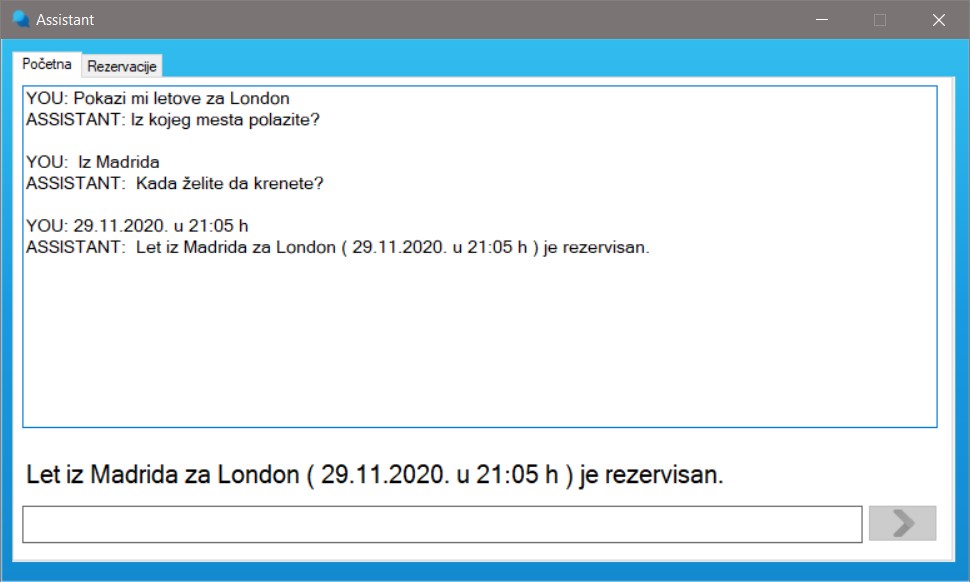 Assistant
Početna Rezervacije
YOU: Pokazi mi letove za London
ASSISTANT: Iz kojeg mesta polazite?
YOU:  Iz Madrida
ASSISTANT:  Kada želite da krenete?
YOU: 29.11.2020. u 21:05 h
ASSISTANT:  Let iz Madrida za London ( 29.11.2020. u 21:05 h ) je rezervisan.
Let iz Madrida za London ( 29.11.2020. u 21:05 h ) je rezervisan.